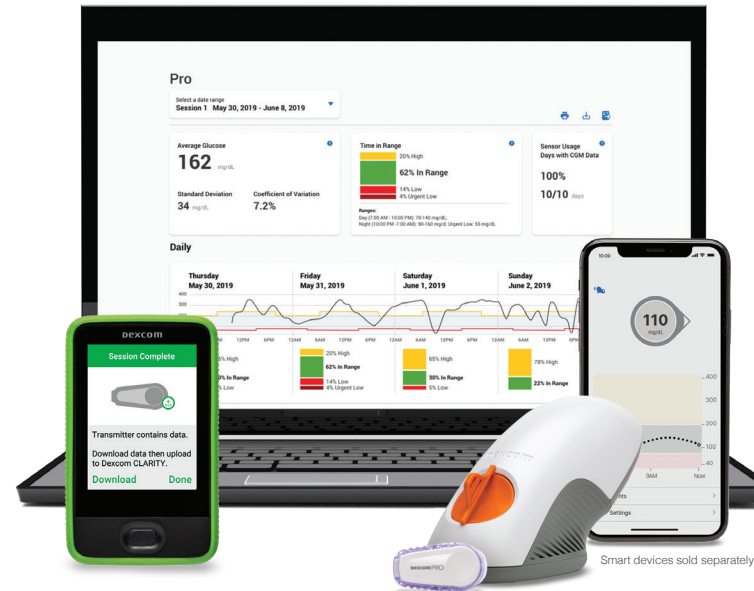 Pro
Select a date range
Session 1 May 30, 2019 - June 8, 2019
Average Glucose
162 mg/dL
Standard Deviation
34 mg/dL
Coefficient of Variation
7.2%
Time in Range
20% High
62% In Range
14% Low
4% Urgent Low
Ranges:
Day (7:00 AM - 10:00 PM): 70-140 mg/dL,
Night (10:00 PM -7:00 AM): 90-160 mg/d; Urgent Low: 55 mg/dL
Sensor Usage
Days with CGM Data
100%
10/10 days
Daily
Thursday
May 30, 2019
Friday
May 31, 2019
Saturday
June 1, 2019
Sunday
June 2, 2019
400
12PM 6PM 12AM 6AM 12PM 6PM 12AM 6AM 12PM 6PM 12AM 6AM 12PM
High
In Range
Low
20% High
62% In Range
14% Low
4% Urgent Low
65% High
30% In Range
5% Low
78% High
22% In Range
Dexcom
Session Complete
Transmitter contains data.
Download data then upload
to Dexcom CLARITY.
Download Done
dexcom
DEXCOM PRO
10:09
110
mg/dL
400
300
200
100
40
9AM Now
Settings
Smart devices sold separately